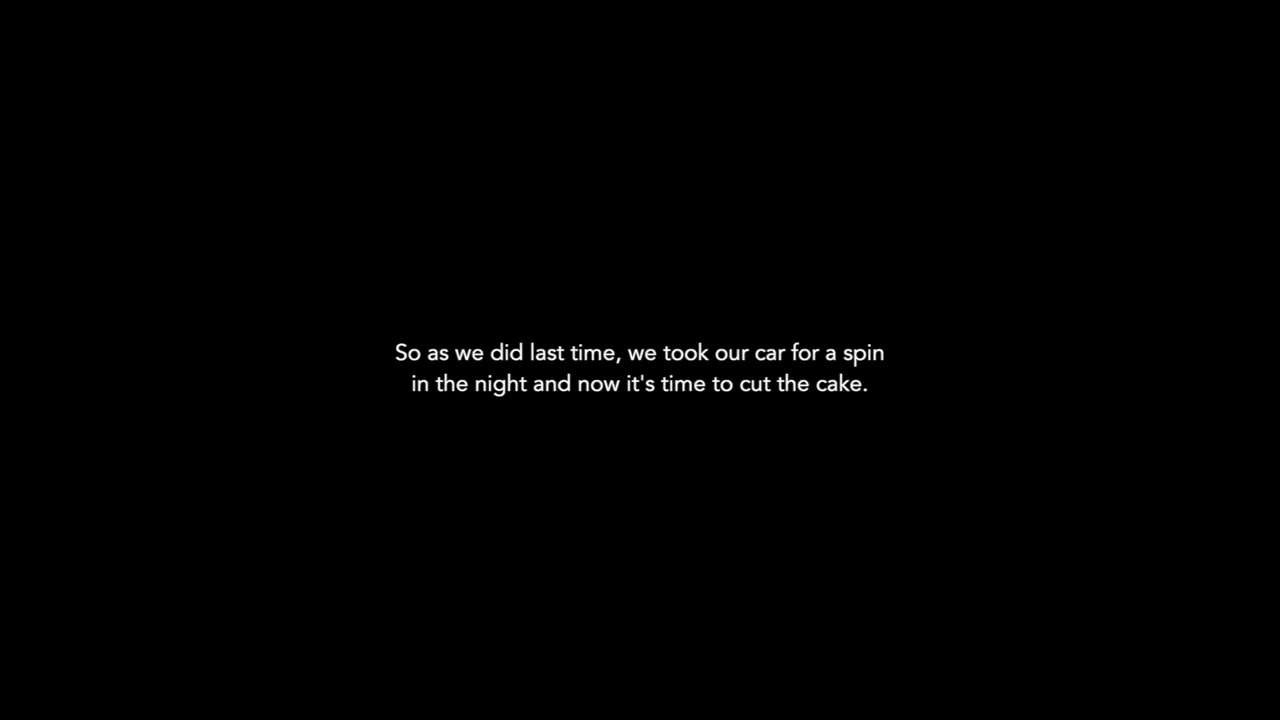 So as we did last time, we took our car for a spin
in the night and now it's time to cut the cake.